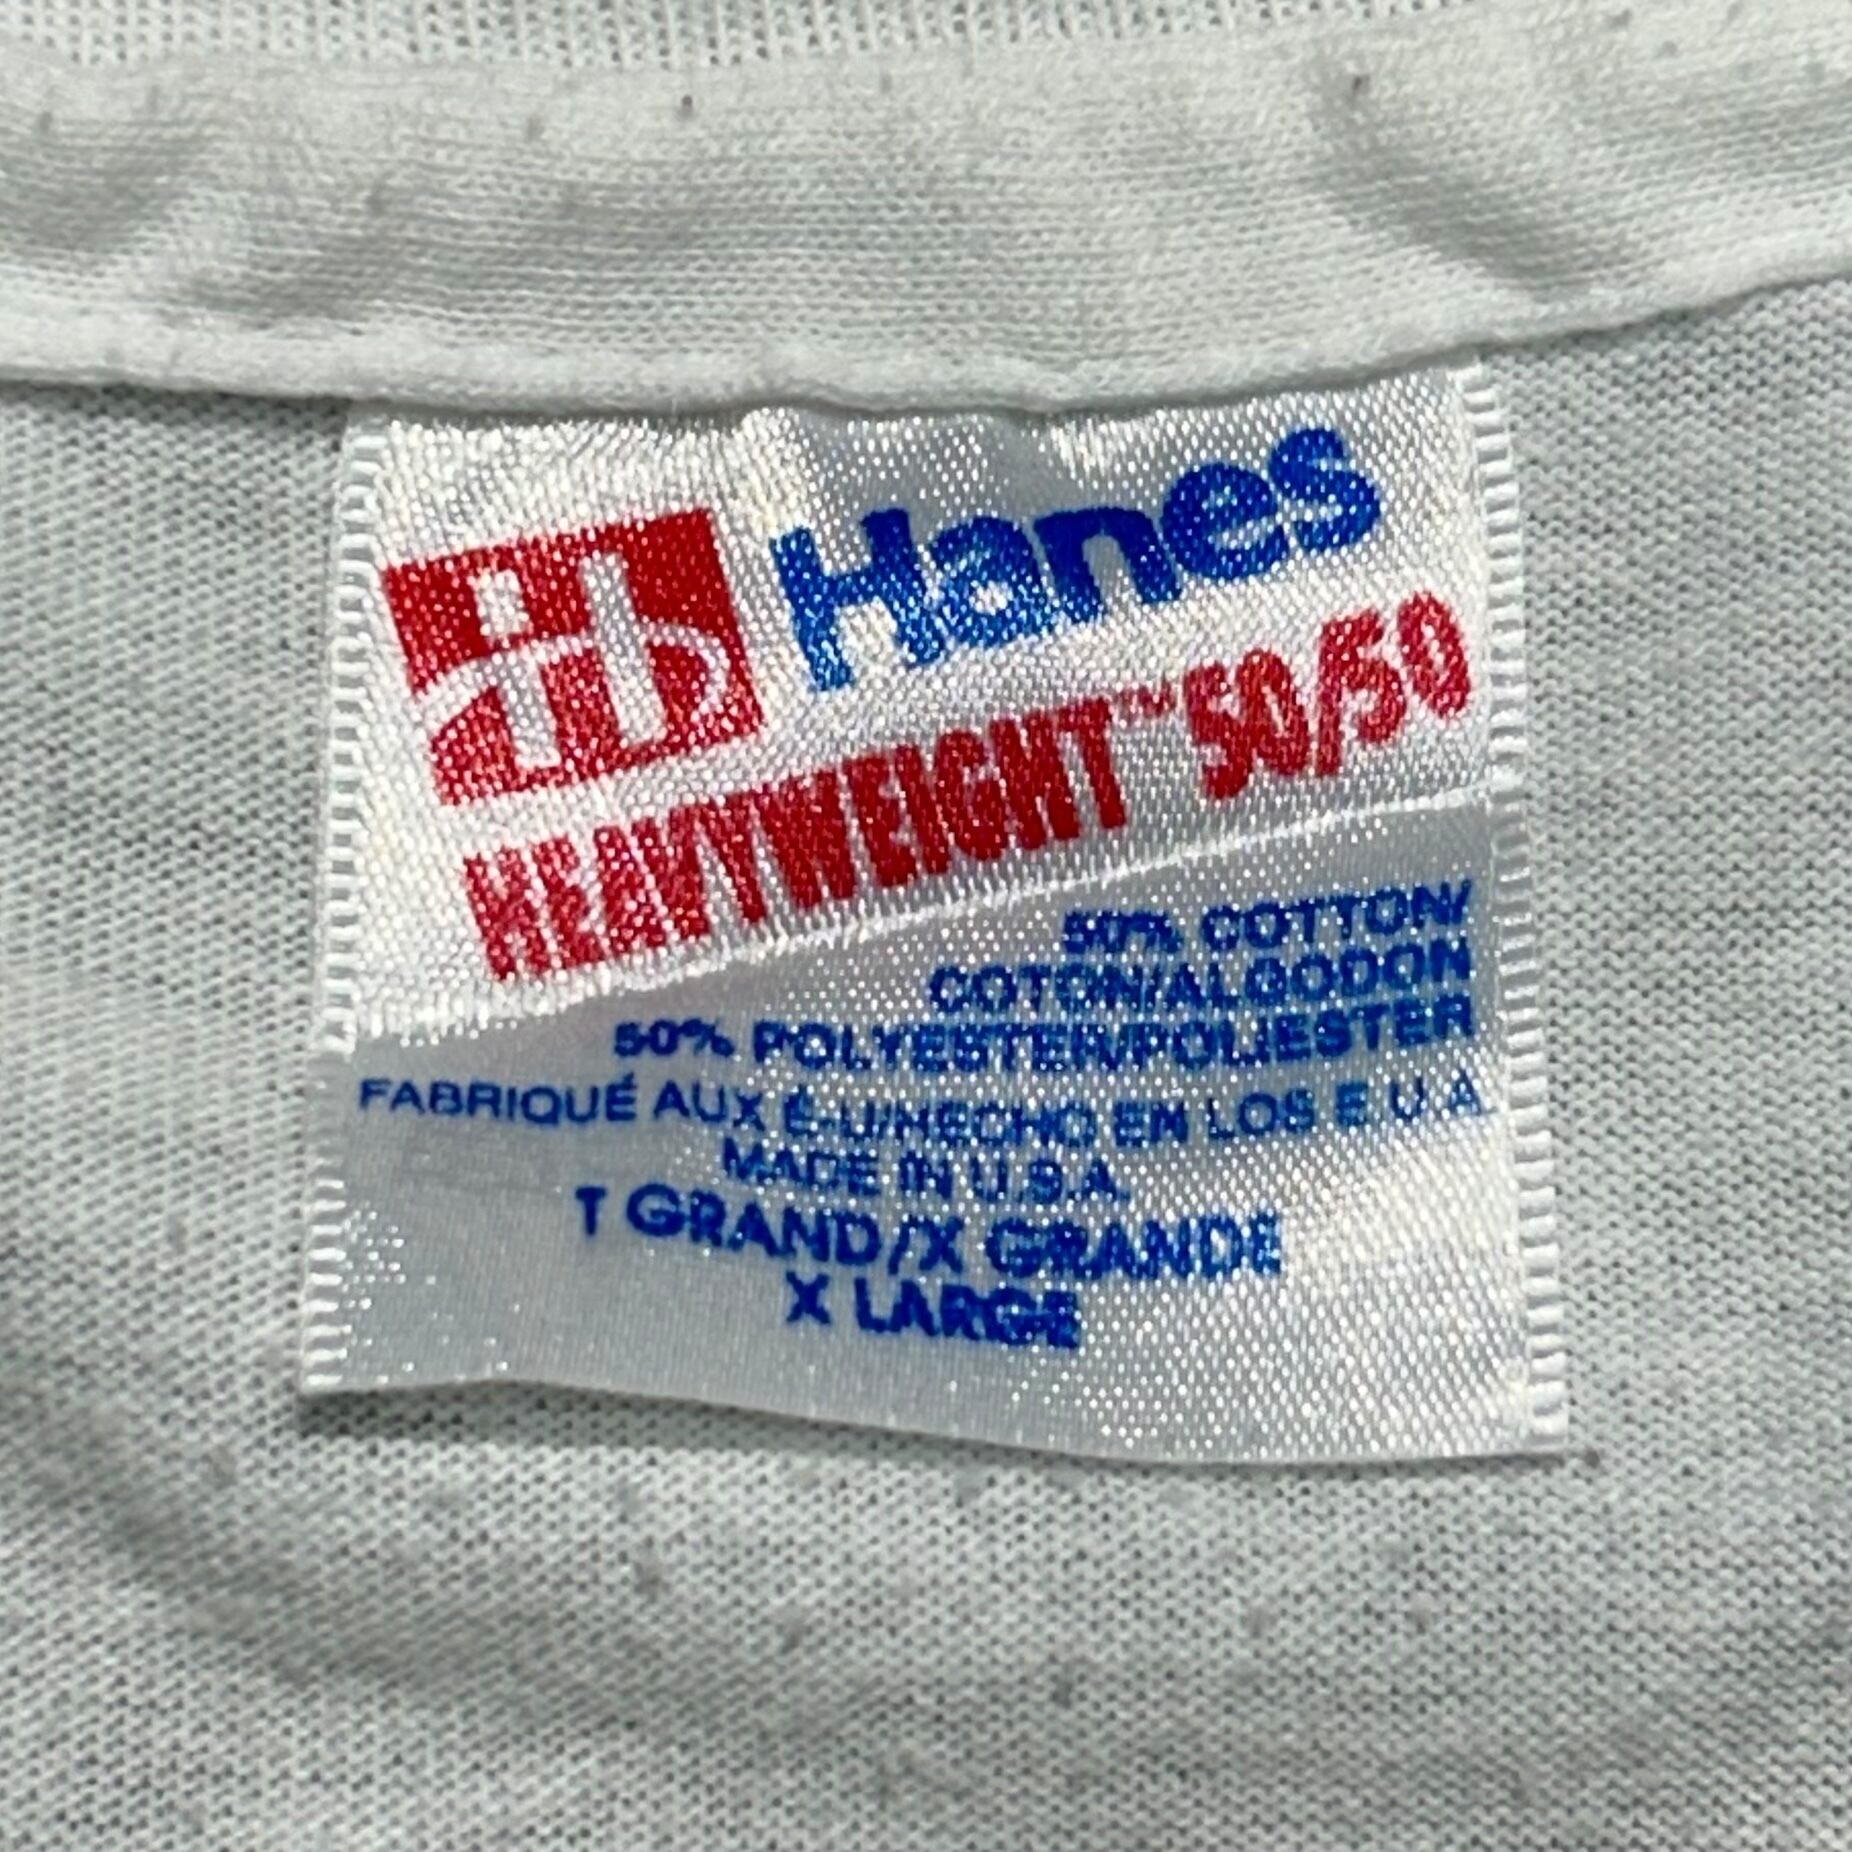 Hanes
HEAVYWEIGHT™ 50/50
50% COTTON/
COTON/ALGODON
50% POLYESTER/POLIESTER
FABRIQUÉ AUX É.-U/HECHO EN LOS E.U.A.
MADE IN U.S.A.
T GRAND/X GRANDE
X LARGE